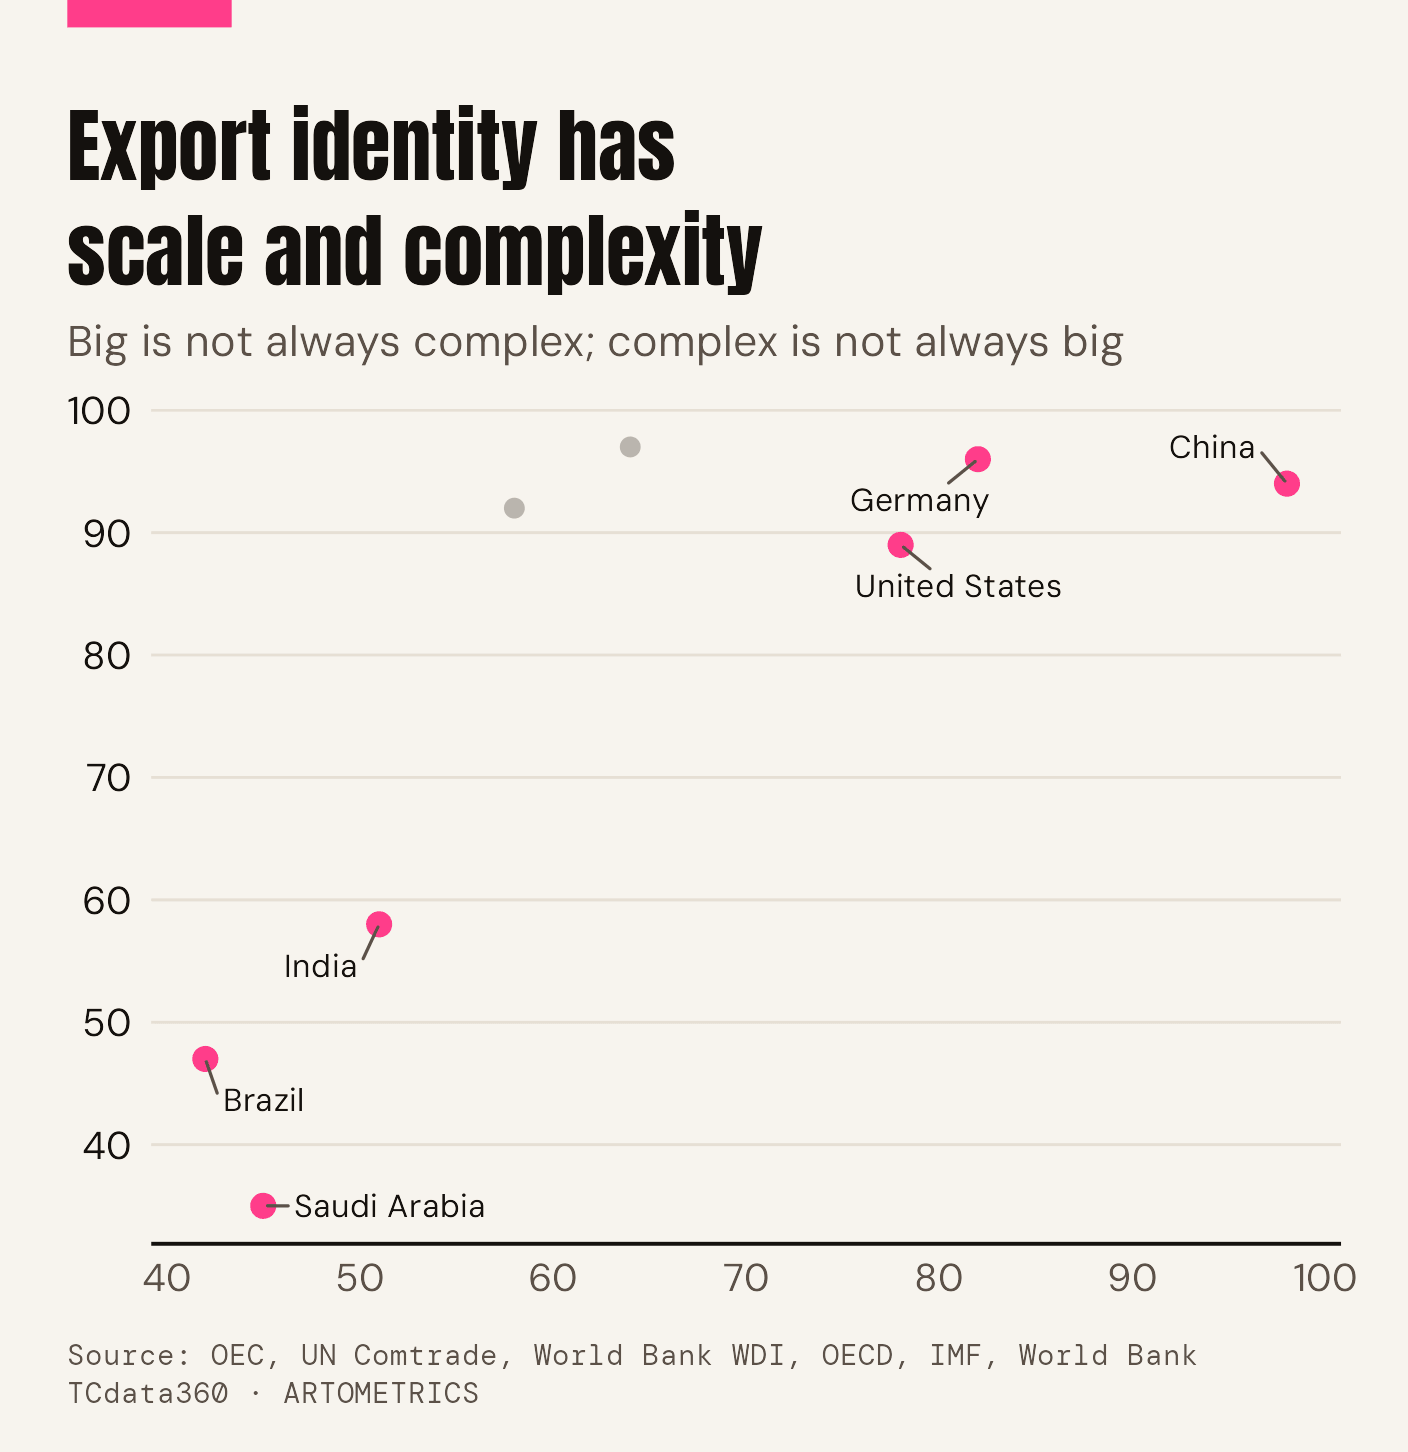 Export identity has
scale and complexity
Big is not always complex; complex is not always big
100
China
Germany
90
United States
80
70
60
India
50
Brazil
40
Saudi Arabia
40 50 60 70 80 90 100
Source: OEC, UN Comtrade, World Bank WDI, OECD, IMF, World Bank
TCdata360 · ARTOMETRICS